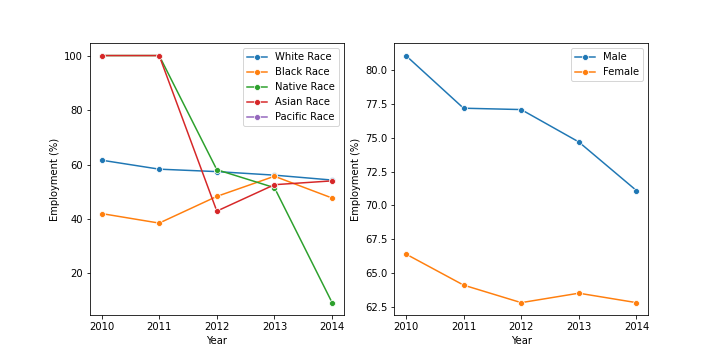 100
80
60
40
20
Employment (%)
2010 2011 2012 2013 2014
Year
White Race
Black Race
Native Race
Asian Race
Pacific Race
80.0
77.5
75.0
72.5
70.0
67.5
65.0
62.5
Employment (%)
2010 2011 2012 2013 2014
Year
Male
Female